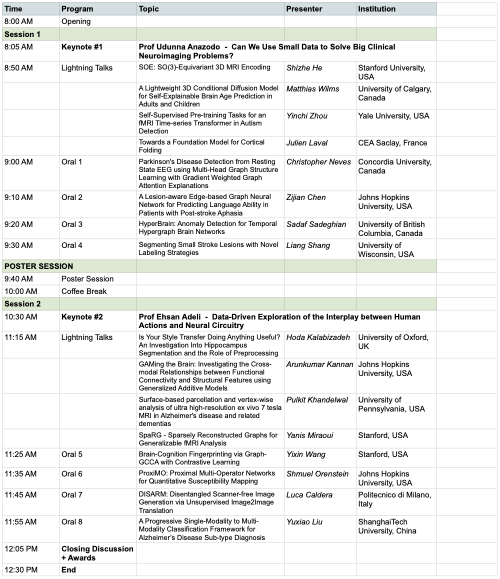 Time Program Topic Presenter Institution
8:00 AM Opening
Session 1
8:05 AM Keynote #1 Prof Udunna Anazodo - Can We Use Small Data to Solve Big Clinical
Neuroimaging Problems?
8:50 AM Lightning Talks SOE: SO(3)-Equivariant 3D MRI Encoding Shizhe He Stanford University,
USA
A Lightweight 3D Conditional Diffusion Model Matthias Wilms University of Calgary,
for Self-Explainable Brain Age Prediction in Canada
Adults and Children
Self-Supervised Pre-training Tasks for an Yinchi Zhou Yale University, USA
fMRI Time-series Transformer in Autism
Detection
Towards a Foundation Model for Cortical Julien Laval CEA Saclay, France
Folding
9:00 AM Oral 1 Parkinson's Disease Detection from Resting Christopher Neves Concordia University,
State EEG using Multi-Head Graph Structure Canada
Learning with Gradient Weighted Graph
Attention Explanations
9:10 AM Oral 2 A Lesion-aware Edge-based Graph Neural Zijian Chen Johns Hopkins
Network for Predicting Language Ability in University, USA
Patients with Post-stroke Aphasia
9:20 AM Oral 3 HyperBrain: Anomaly Detection for Temporal Sadaf Sadeghian University of British
Hypergraph Brain Networks Columbia, Canada
9:30 AM Oral 4 Segmenting Small Stroke Lesions with Novel Liang Shang University of
Labeling Strategies Wisconsin, USA
POSTER SESSION
9:40 AM Poster Session
10:00 AM Coffee Break
Session 2
10:30 AM Keynote #2 Prof Ehsan Adeli - Data-Driven Exploration of the Interplay between Human
Actions and Neural Circuitry
11:15 AM Lightning Talks Is Your Style Transfer Doing Anything Useful? Hoda Kalabizadeh University of Oxford,
An Investigation Into Hippocampus UK
Segmentation and the Role of Preprocessing
GAMing the Brain: Investigating the Cross- Arunkumar Kannan Johns Hopkins
modal Relationships between Functional University, USA
Connectivity and Structural Features using
Generalized Additive Models
Surface-based parcellation and vertex-wise Pulkit Khandelwal University of
analysis of ultra high-resolution ex vivo 7 tesla Pennsylvania, USA
MRI in Alzheimer's disease and related
dementias
SpaRG - Sparsely Reconstructed Graphs for Yanis Miraoui Stanford, USA
Generalizable fMRI Analysis
11:25 AM Oral 5 Brain-Cognition Fingerprinting via Graph- Yixin Wang Stanford, USA
GCCA with Contrastive Learning
11:35 AM Oral 6 ProxiMO: Proximal Multi-Operator Networks Shmuel Orenstein Johns Hopkins
for Quantitative Susceptibility Mapping University, USA
11:45 AM Oral 7 DISARM: Disentangled Scanner-free Image Luca Caldera Politecnico di Milano,
Generation via Unsupervised Image2Image Italy
Translation
11:55 AM Oral 8 A Progressive Single-Modality to Multi- Yuxiao Liu ShanghaiTech
Modality Classification Framework for University, China
Alzheimer's Disease Sub-type Diagnosis
12:05 PM Closing Discussion
+ Awards
12:30 PM End